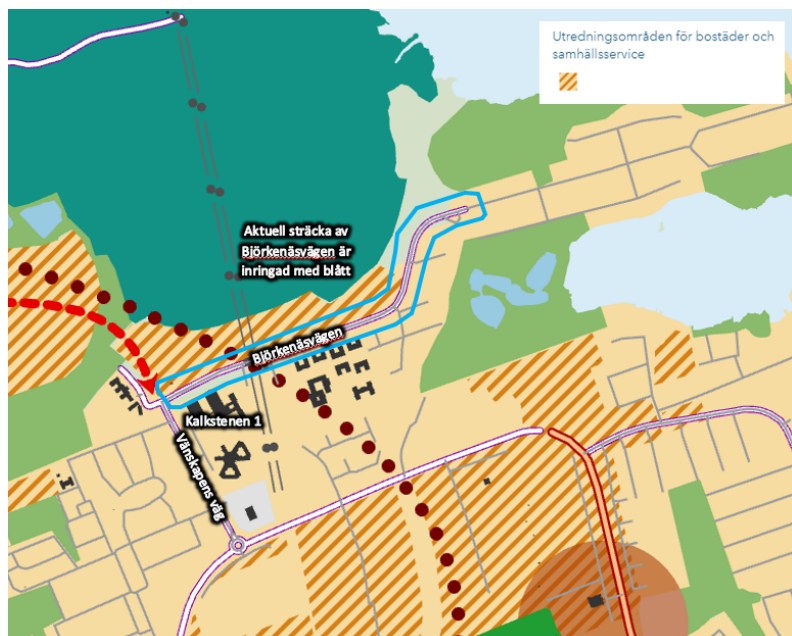 Utredningsområden för bostäder och
samhällsservice
Aktuell sträcka av
Björkenäsvägen är
inringad med blått
Björkenäsvägen
Kalkstenen 1
Vänskapens väg